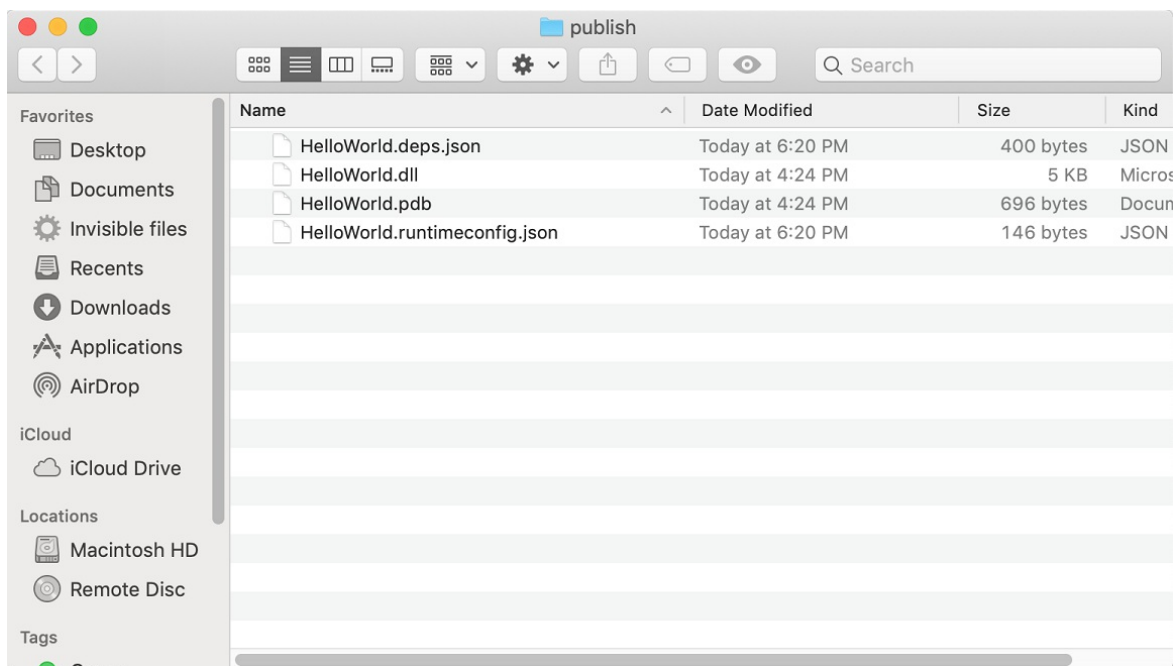 publish
Search
Favorites
Desktop
Documents
Invisible files
Recents
Downloads
Applications
AirDrop
iCloud
iCloud Drive
Locations
Macintosh HD
Remote Disc
Tags
Name Date Modified Size Kind
HelloWorld.deps.json Today at 6:20 PM 400 bytes JSON
HelloWorld.dll Today at 4:24 PM 5 KB Micros
HelloWorld.pdb Today at 4:24 PM 696 bytes Docum
HelloWorld.runtimeconfig.json Today at 6:20 PM 146 bytes JSON